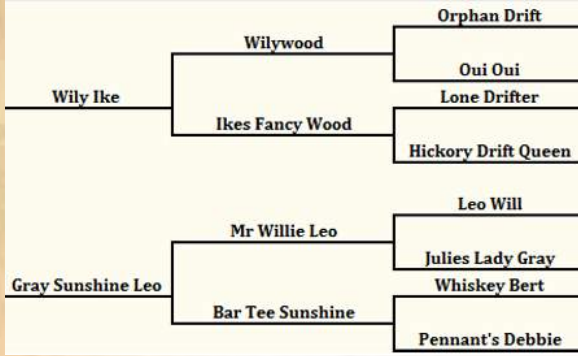 Orphan Drift
Wilywood
Oui Oui
Wily Ike
Lone Drifter
Ikes Fancy Wood
Hickory Drift Queen
Leo Will
Mr Willie Leo
Julies Lady Gray
Gray Sunshine Leo
Whiskey Bert
Bar Tee Sunshine
Pennant's Debbie